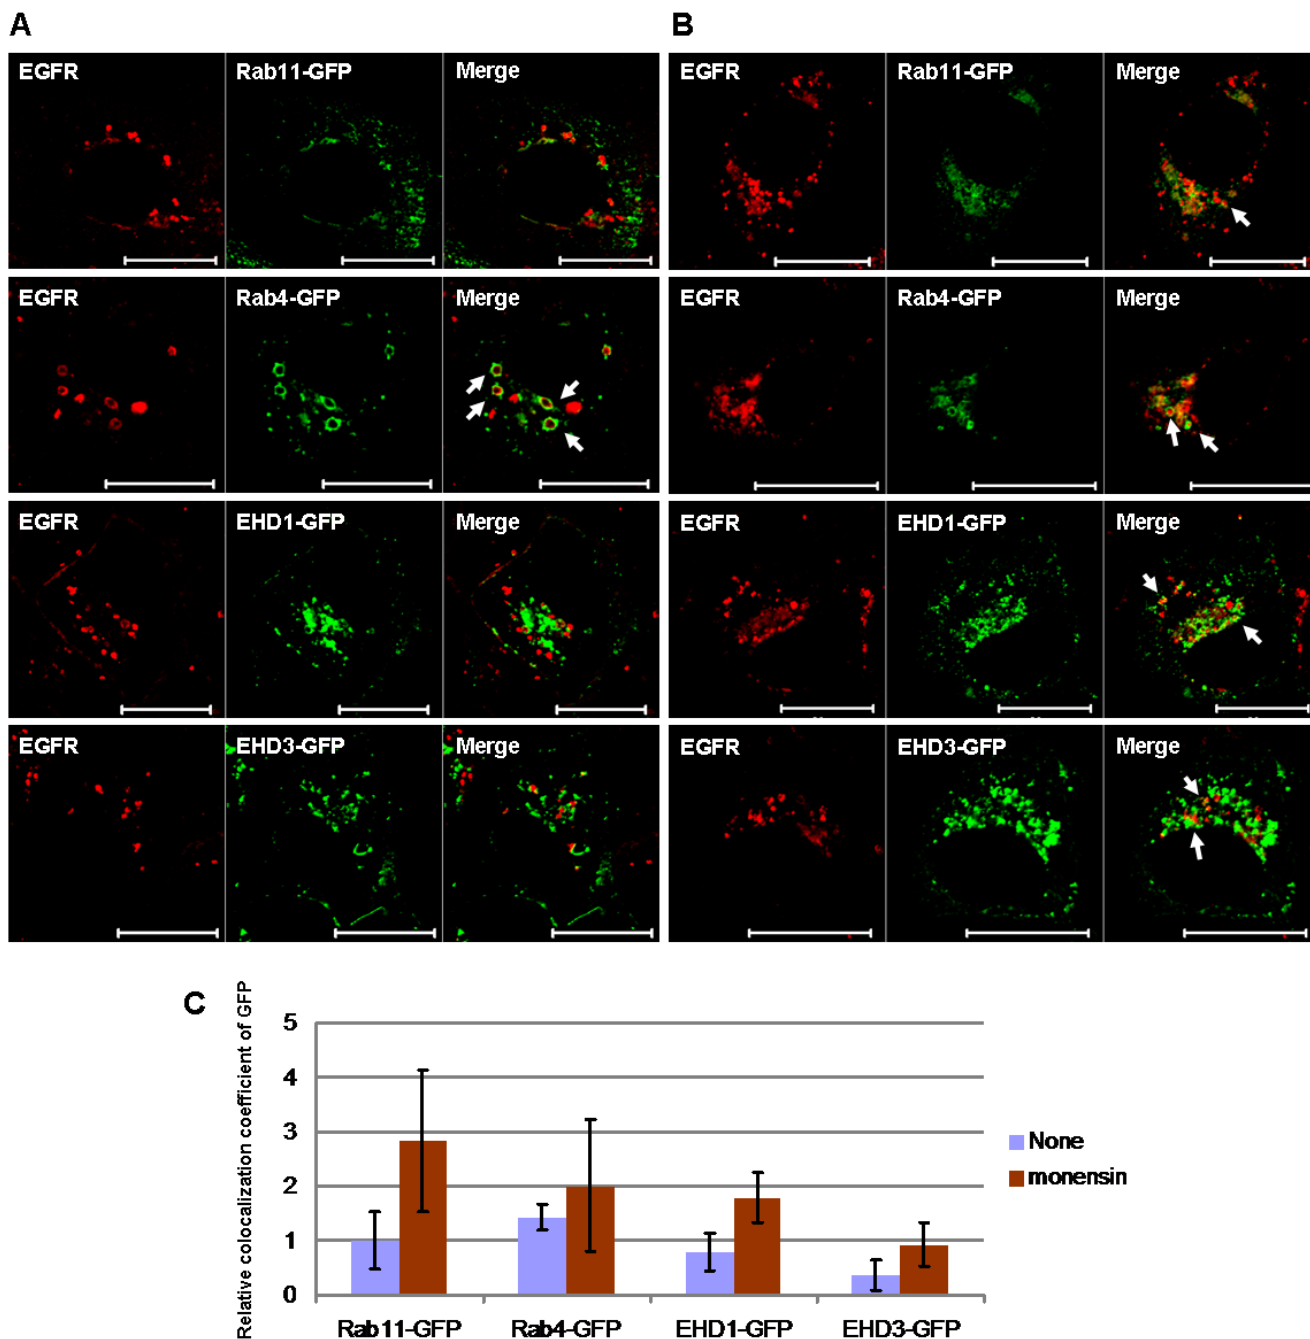 A
B
EGFR Rab11-GFP Merge
EGFR Rab11-GFP Merge
EGFR Rab4-GFP Merge
EGFR Rab4-GFP Merge
EGFR EHD1-GFP Merge
EGFR EHD1-GFP Merge
EGFR EHD3-GFP Merge
EGFR EHD3-GFP Merge
C
Relative colocalization coefficient of GFP
5
4
3
2
1
0
Rab11-GFP Rab4-GFP EHD1-GFP EHD3-GFP
None
monensin